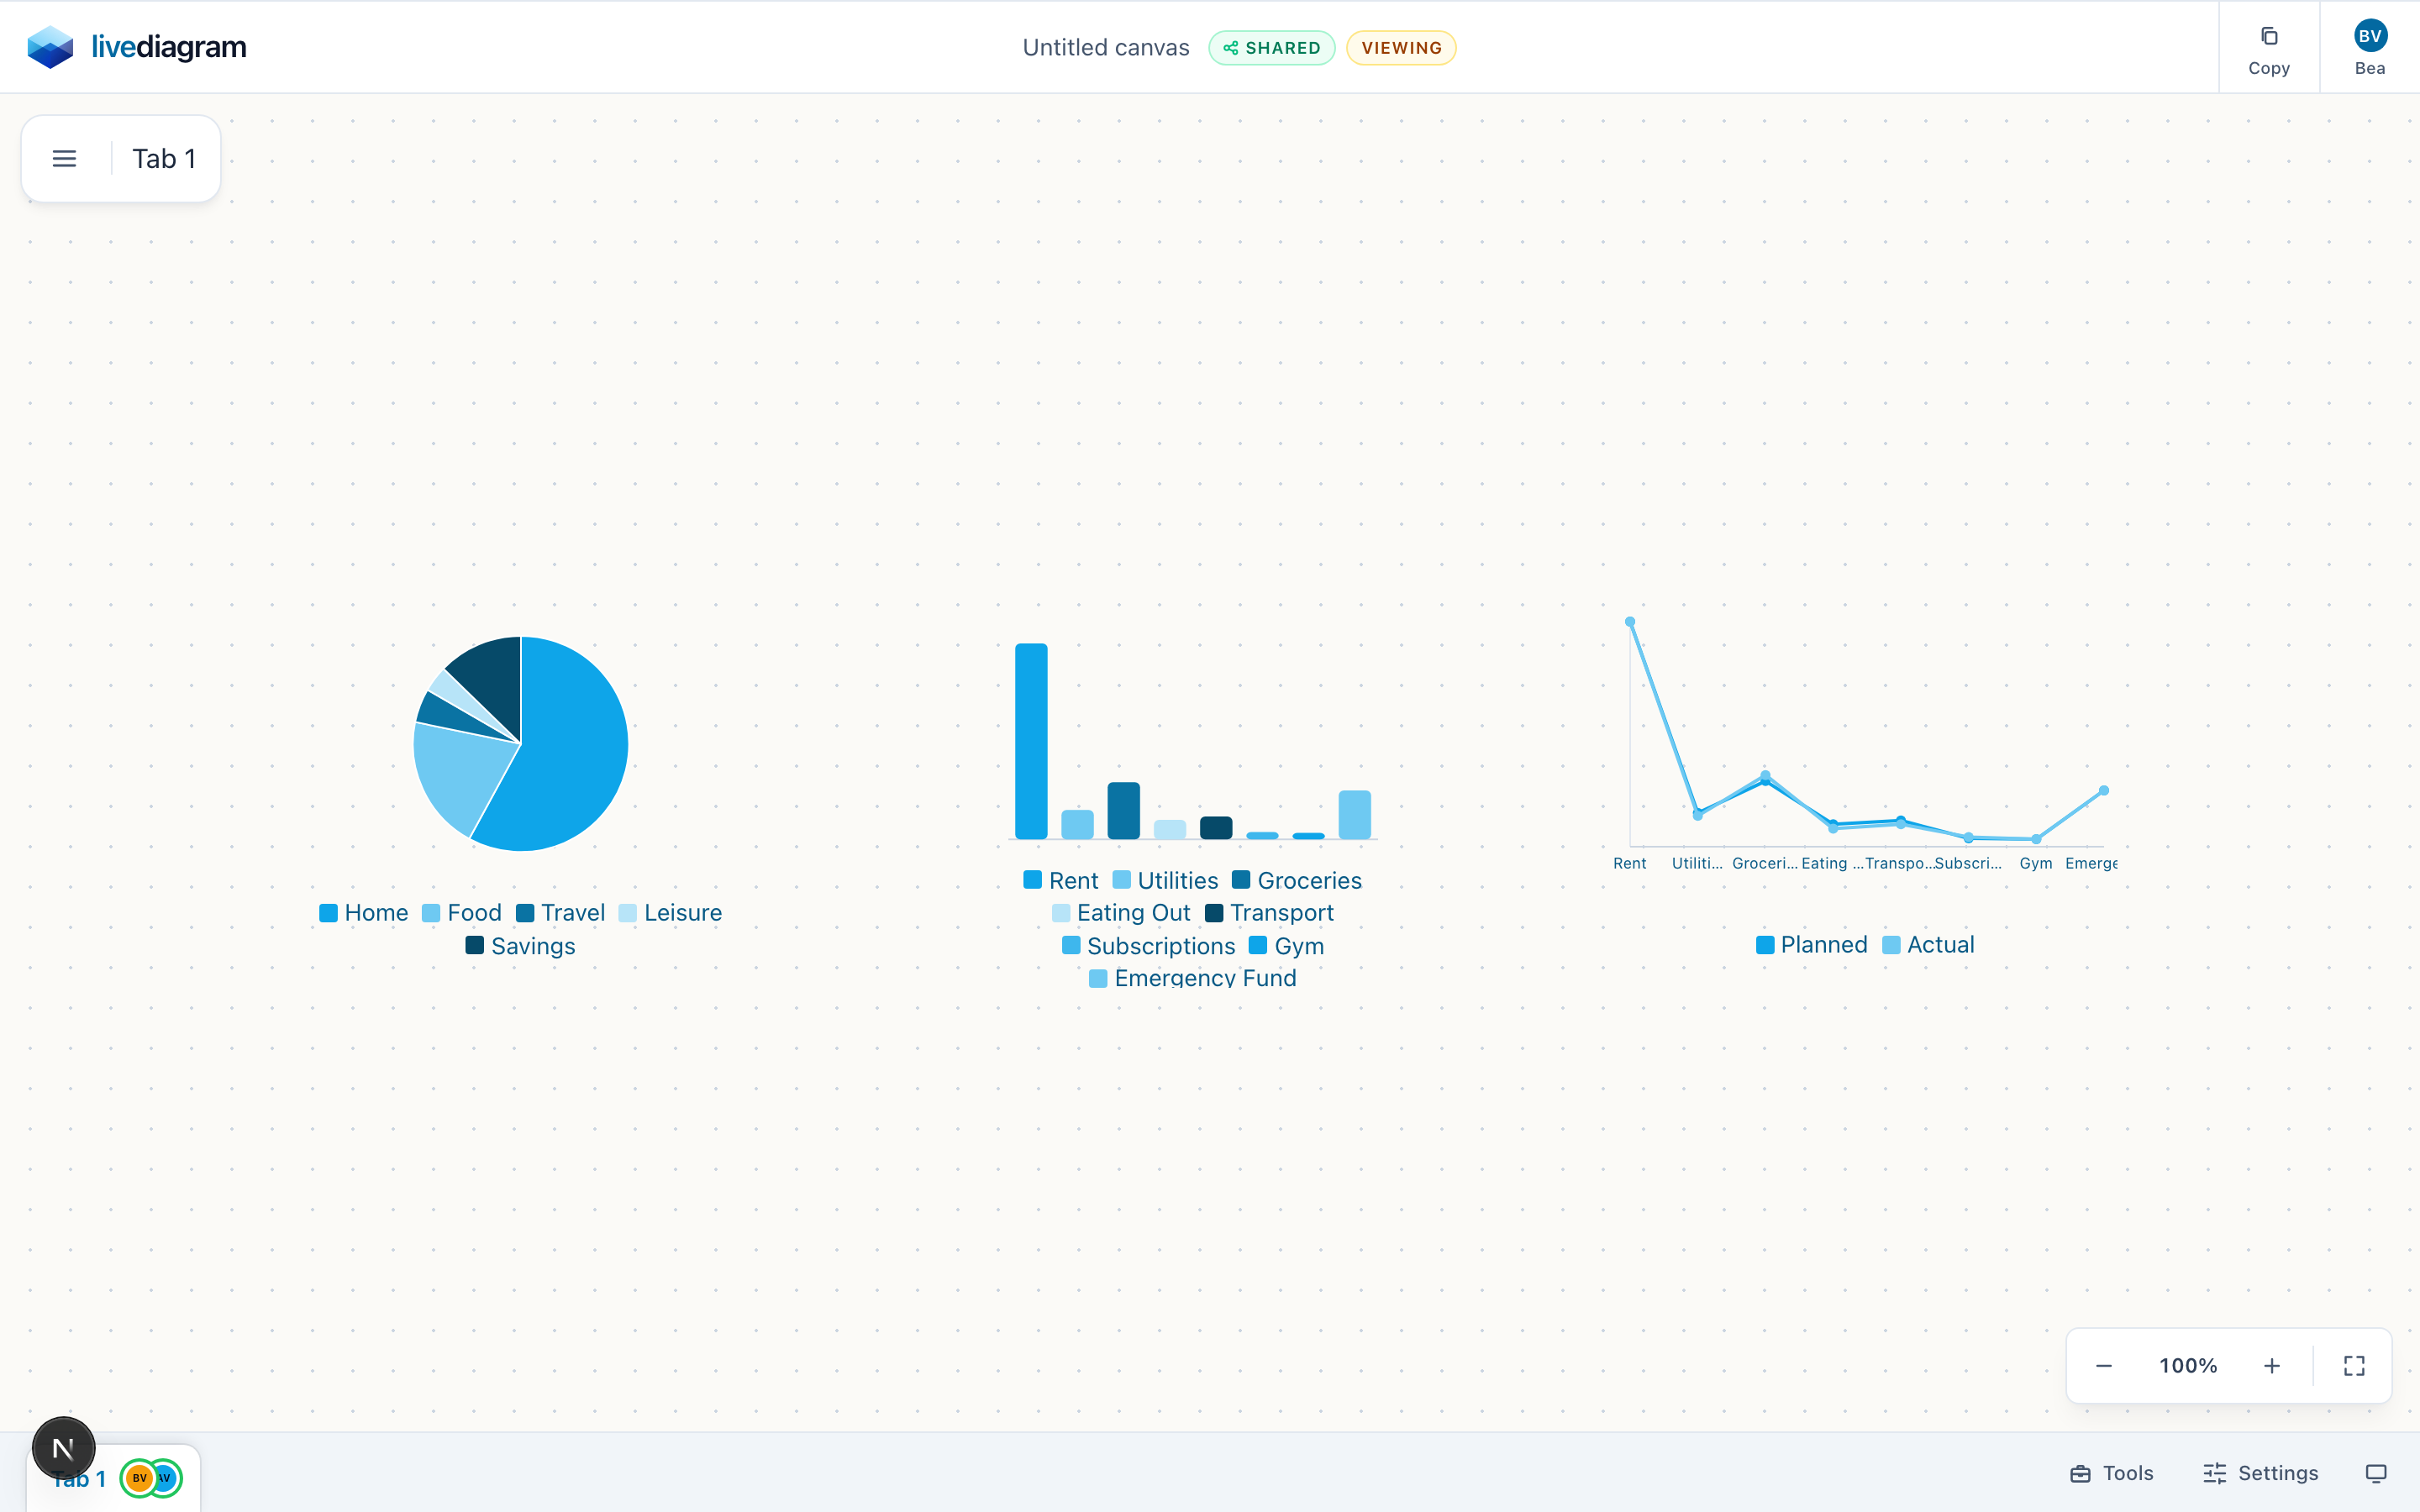 livediagram
Untitled canvas
SHARED
VIEWING
Copy
BV
Bea
Tab 1
Home Food Travel Leisure
Savings
Rent Utilities Groceries
Eating Out Transport
Subscriptions Gym
Emergency Fund
Rent Utiliti... Groceri... Eating ... Transpo... Subscri... Gym Emerge
Planned Actual
100%
N
Tab 1
BV
AV
Tools
Settings